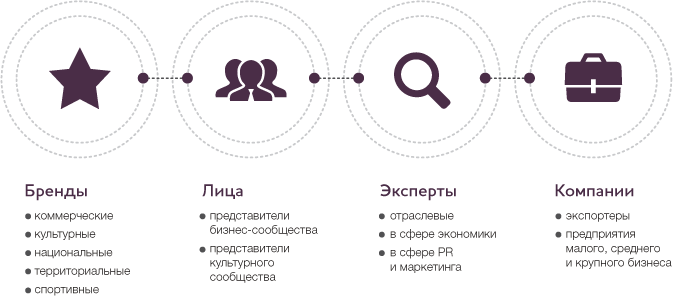 Бренды
• коммерческие
• культурные
• национальные
• территориальные
• спортивные
Лица
• представители
бизнес-сообщества
• представители
культурного
сообщества
Эксперты
• отраслевые
• в сфере экономики
• в сфере PR
и маркетинга
Компании
• экспортеры
• предприятия
малого, среднего
и крупного бизнеса